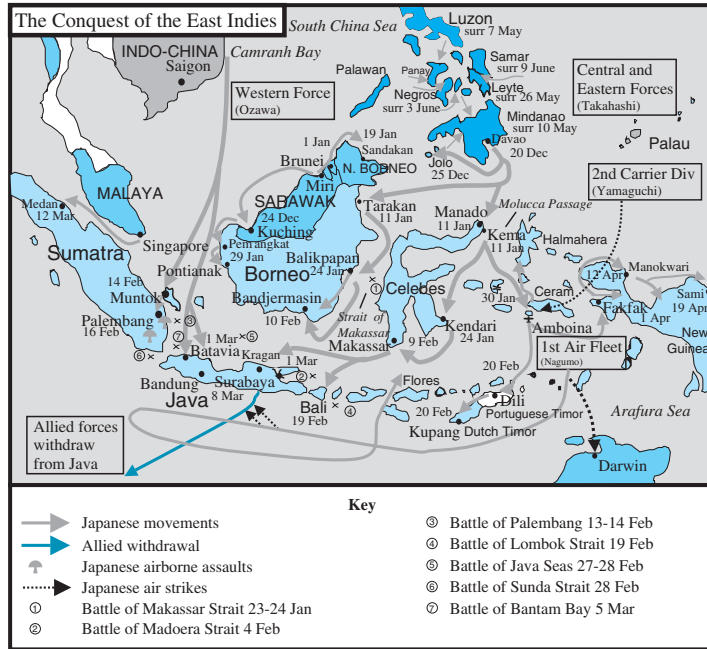 The Conquest of the East Indies
South China Sea
Luzon
surr 7 May
INDO-CHINA
Saigon
Camranh Bay
Palawan
Panay
Samar
surr 9 June
Central and
Eastern Forces
(Takahashi)
Western Force
(Ozawa)
Negros
surr 3 June
Leyte
surr 26 May
Mindanao
surr 10 May
Palau
1 Jan
19 Jan
Sandakan
Davao
20 Dec
Jolo
25 Dec
Brunei
N. BORNEO
Miri
2nd Carrier Div
(Yamaguchi)
MALAYA
SARAWAK
24 Dec
Kuching
Tarakan
11 Jan
Manado
11 Jan
Molucca Passage
Medan
12 Mar
Kema
11 Jan
Halmahera
Singapore
Pemangkat
29 Jan
Sumatra
Pontianak
Borneo
Balikpapan
24 Jan
12 Apr
Manokwari
14 Feb
Muntok
①
Celebes
30 Jan
Ceram
Sami
19 Apr
Bandjermasin
10 Feb
Fakfak
1 Apr
Palembang
16 Feb
③
Strait of
Makassar
Kendari
24 Jan
Amboina
New
Guinea
⑦
1 Mar
⑤
Makassar
9 Feb
1st Air Fleet
(Nagumo)
⑥
Batavia
Kragan
1 Mar
②
Flores
20 Feb
Bandung
Surabaya
8 Mar
Java
Bali
19 Feb
④
20 Feb
Dili
Portuguese Timor
Arafura Sea
Kupang
Dutch Timor
Allied forces
withdraw
from Java
Darwin
Key
Japanese movements
Allied withdrawal
Japanese airborne assaults
Japanese air strikes
① Battle of Makassar Strait 23-24 Jan
② Battle of Madoera Strait 4 Feb
③ Battle of Palembang 13-14 Feb
④ Battle of Lombok Strait 19 Feb
⑤ Battle of Java Seas 27-28 Feb
⑥ Battle of Sunda Strait 28 Feb
⑦ Battle of Bantam Bay 5 Mar